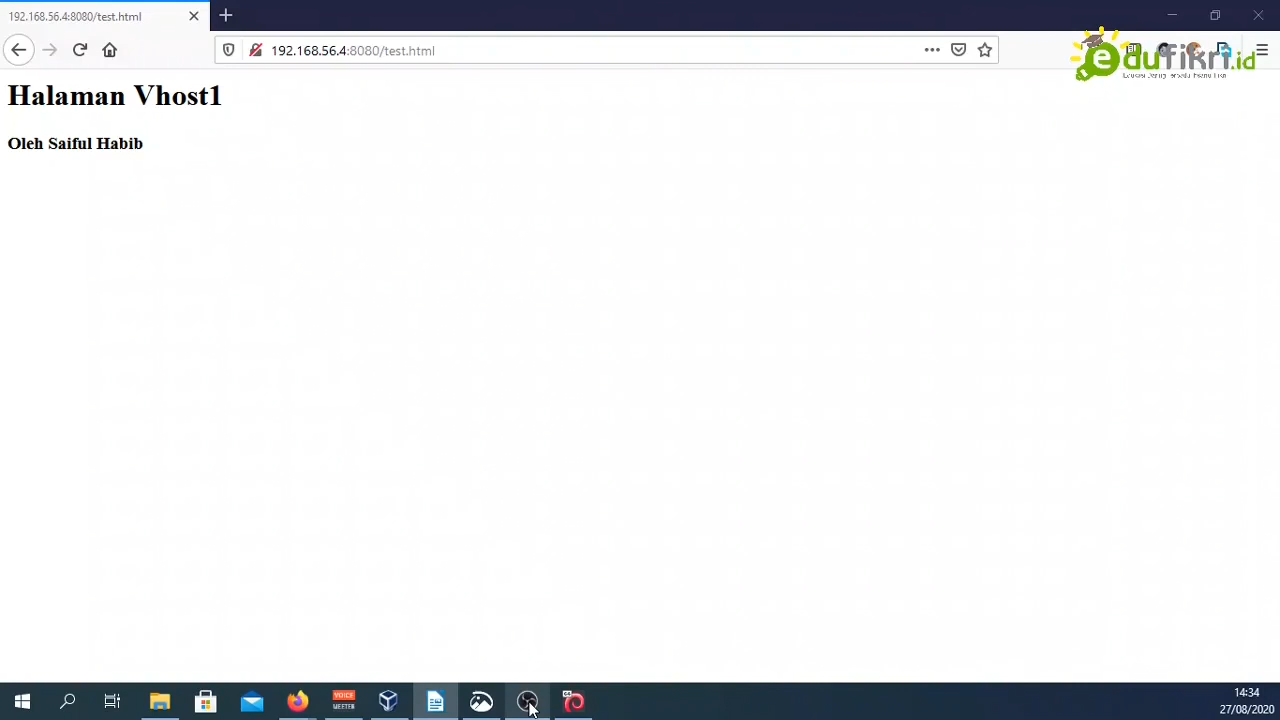 192.168.56.4:8080/test.html
192.168.56.4:8080/test.html
edufikri.id
Halaman Vhost1
Oleh Saiful Habib
VOICE
MEETER
14:34
27/08/2020